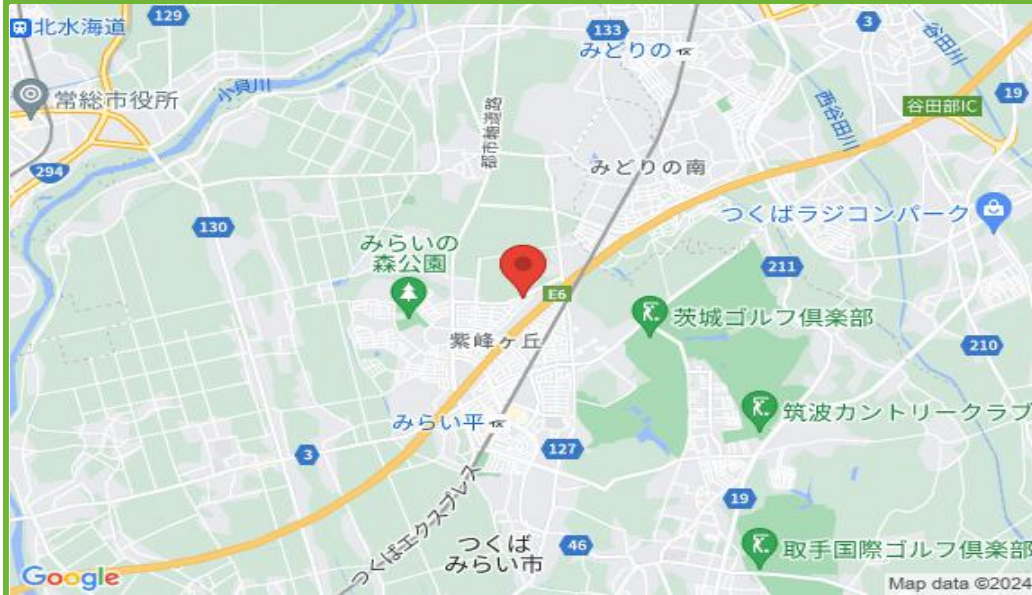 129
北水海道
133
3
みどりの
谷田川
小貝川
常総市役所
19
西谷田川
谷田部IC
都市軸道路
294
みどりの南
130
つくばラジコンパーク
みらいの
森公園
211
E6
茨城ゴルフ倶楽部
紫峰ヶ丘
210
みらい平
筑波カントリークラブ
127
3
19
つくばエクスプレス
つくば
みらい市
46
取手国際ゴルフ倶楽部
Google
Map data ©2024